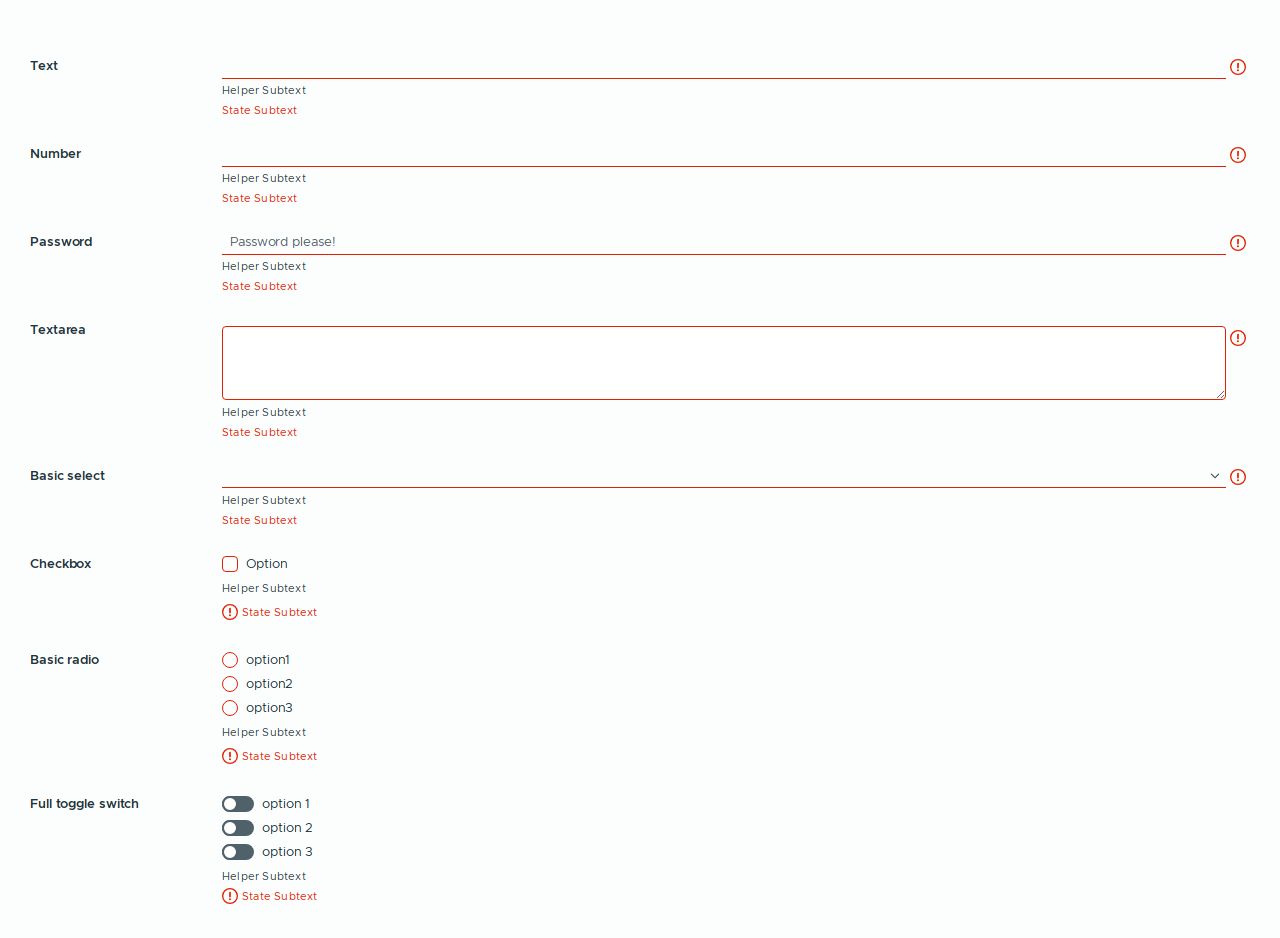 Text
Helper Subtext
State Subtext
Number
Helper Subtext
State Subtext
Password
Password please!
Helper Subtext
State Subtext
Textarea
Helper Subtext
State Subtext
Basic select
Helper Subtext
State Subtext
Checkbox
Option
Helper Subtext
State Subtext
Basic radio
option1
option2
option3
Helper Subtext
State Subtext
Full toggle switch
option 1
option 2
option 3
Helper Subtext
State Subtext